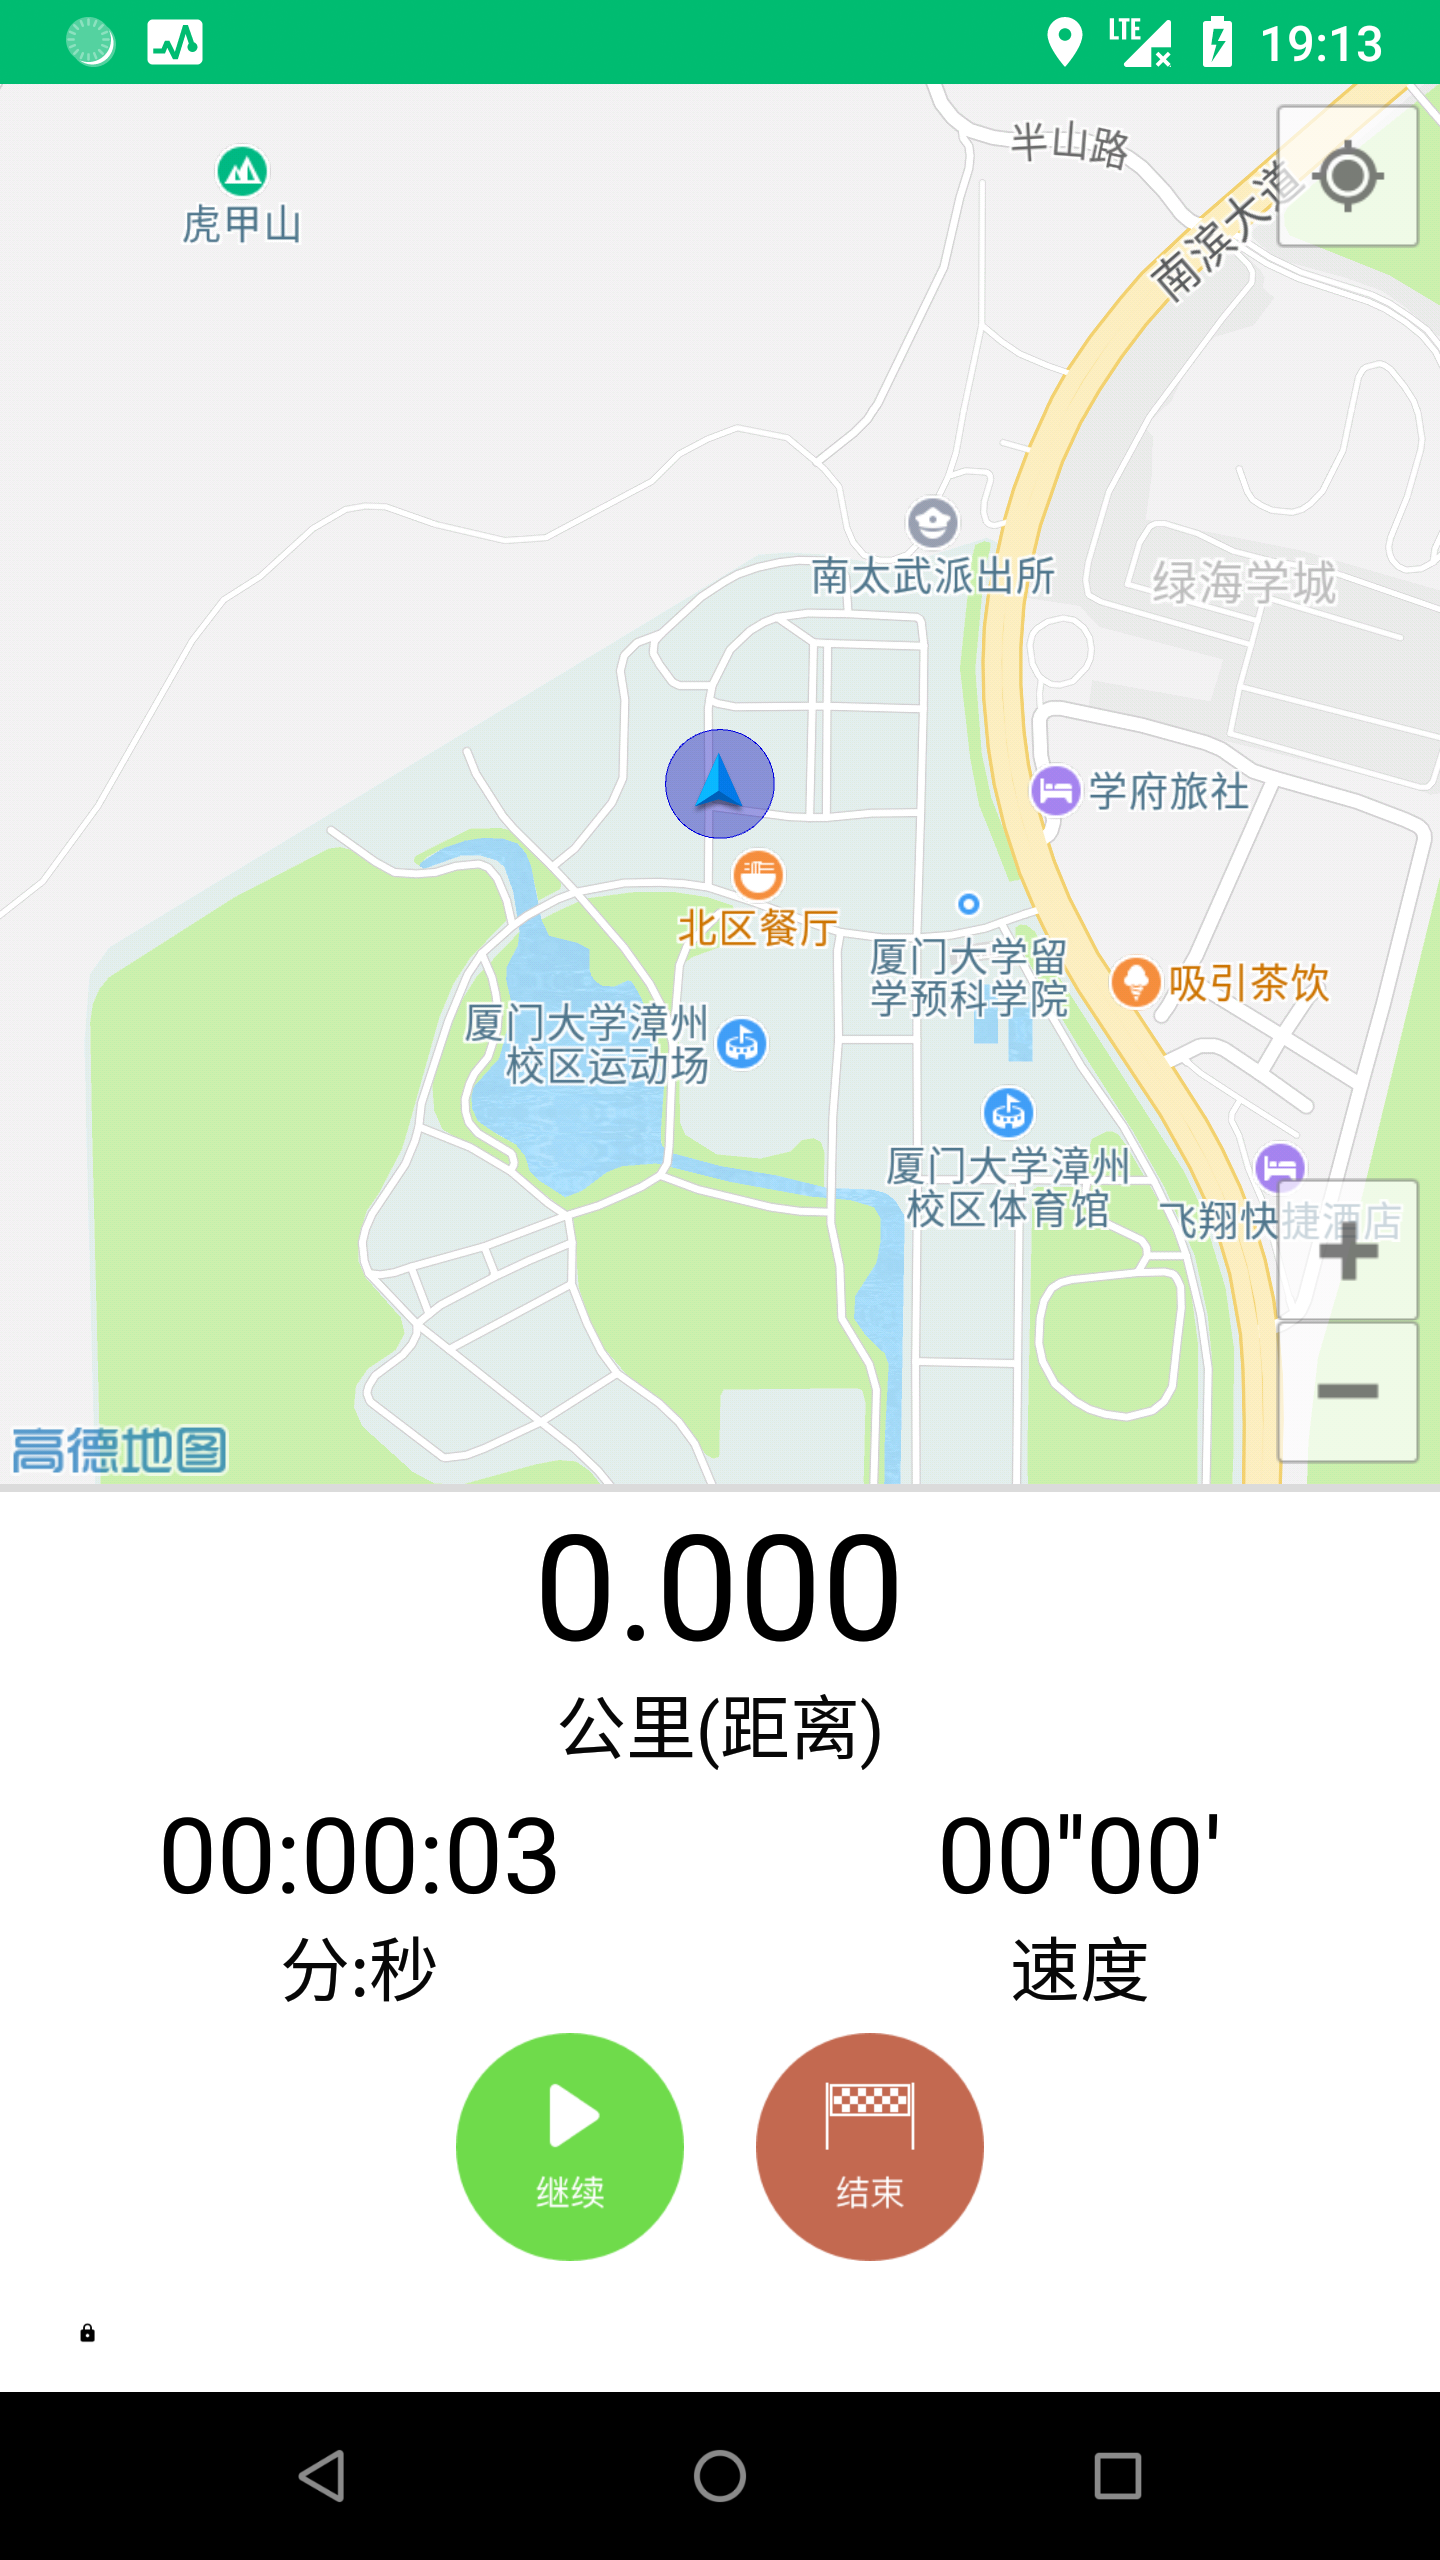 LTE 19:13
半山路
南滨大道
虎甲山
南太武派出所
绿海学城
学府旅社
北区餐厅
厦门大学留
学预科学院
吸引茶饮
厦门大学漳州
校区运动场
厦门大学漳州
校区体育馆
飞翔快捷酒店
高德地图
0.000
公里(距离)
00:00:03
00"00'
分:秒
速度
继续
结束